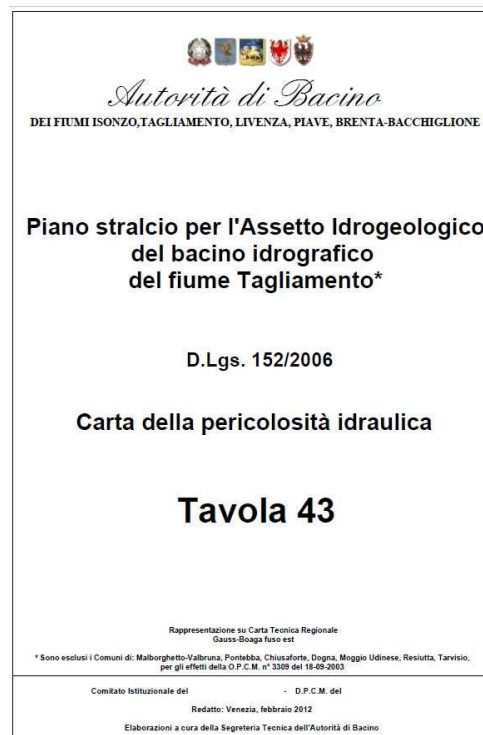 Autorità di Bacino
DEI FIUMI ISONZO,TAGLIAMENTO, LIVENZA, PIAVE, BRENTA-BACCHIGLIONE
Piano stralcio per l'Assetto Idrogeologico
del bacino idrografico
del fiume Tagliamento*
D.Lgs. 152/2006
Carta della pericolosità idraulica
Tavola 43
Rappresentazione su Carta Tecnica Regionale
Gauss-Boaga fuso est
* Sono esclusi i Comuni di: Malborghetto-Valbruna, Pontebba, Chiusaforte, Dogna, Moggio Udinese, Resiutta, Tarvisio,
per gli effetti della O.P.C.M. n° 3309 del 18-09-2003
Comitato Istituzionale del - D.P.C.M. del
Redatto: Venezia, febbraio 2012
Elaborazioni a cura della Segreteria Tecnica dell'Autorità di Bacino